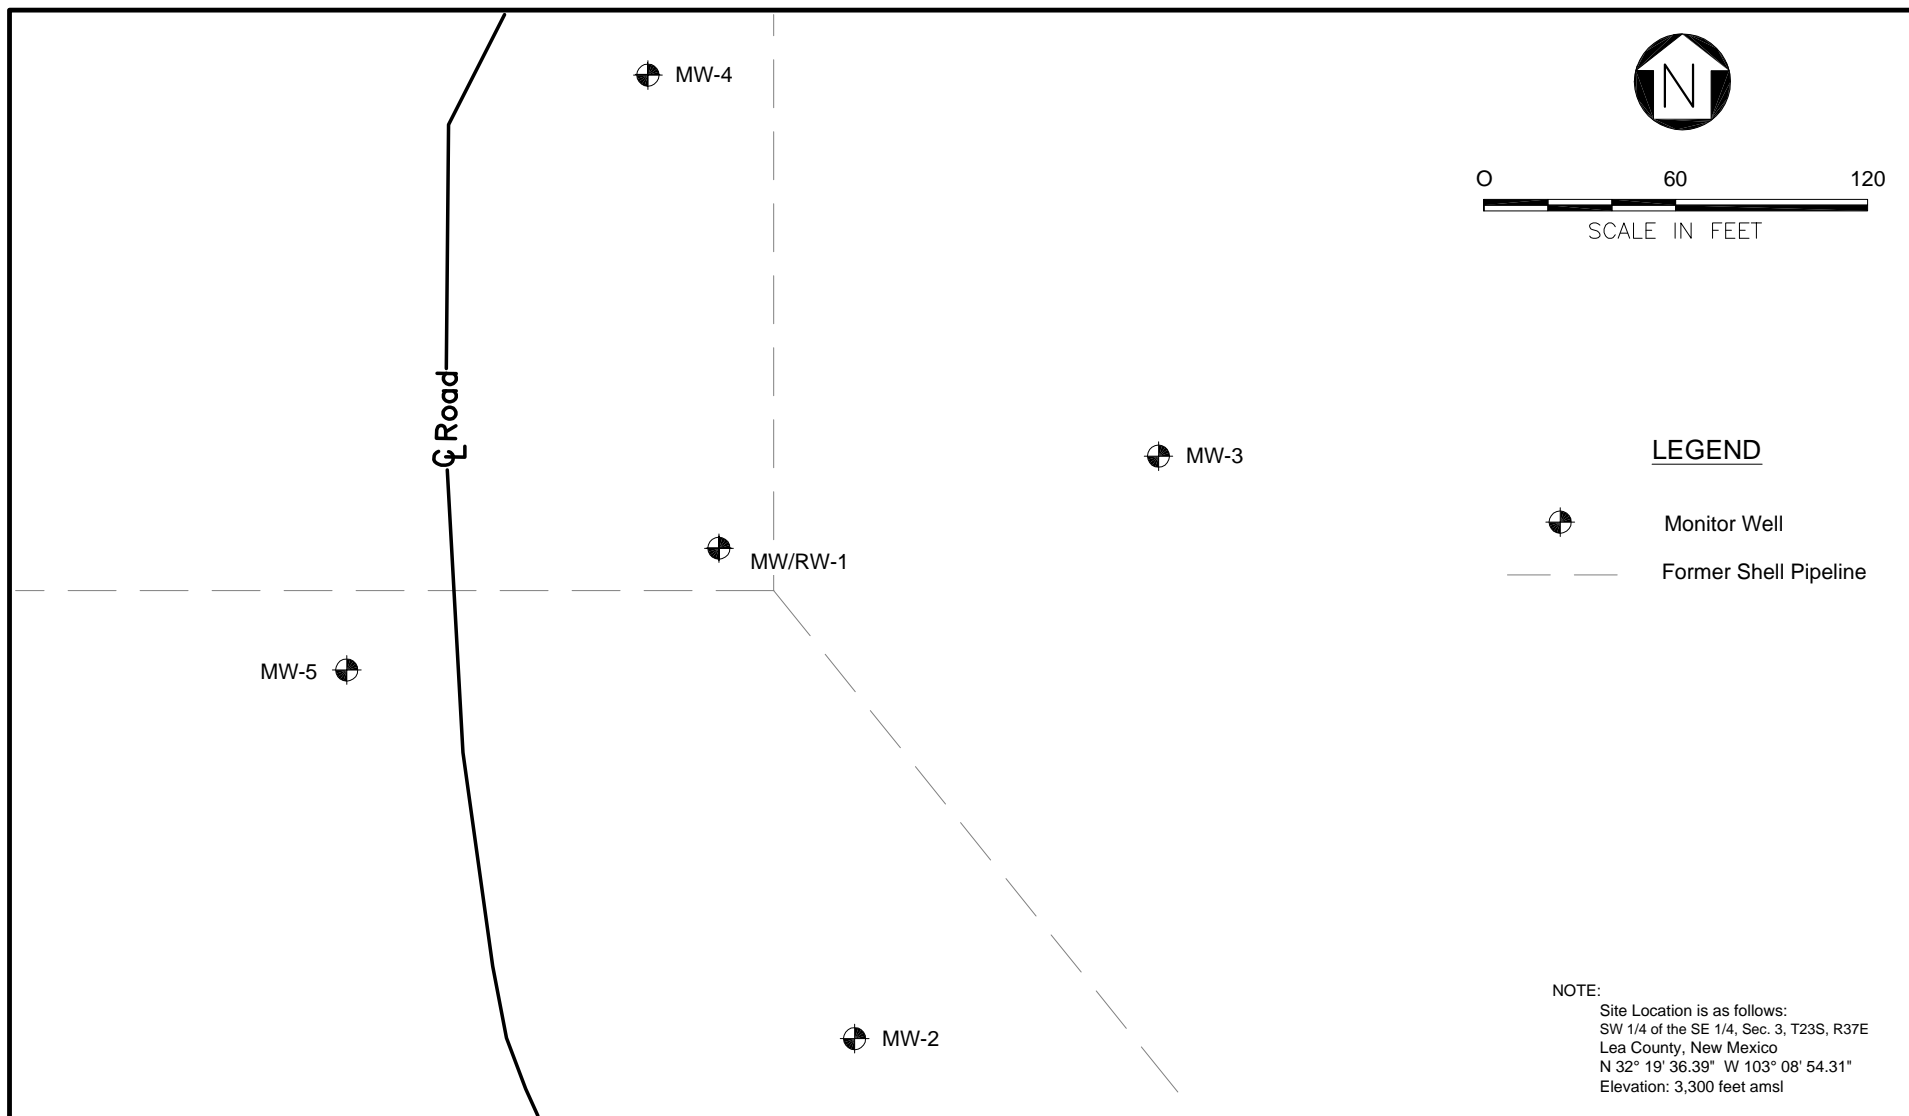 MW-4
N
O 60 120
SCALE IN FEET
℄ Road
MW-3
LEGEND
Monitor Well
MW/RW-1
Former Shell Pipeline
MW-5
MW-2
NOTE:
Site Location is as follows:
SW 1/4 of the SE 1/4, Sec. 3, T23S, R37E
Lea County, New Mexico
N 32° 19' 36.39" W 103° 08' 54.31"
Elevation: 3,300 feet amsl